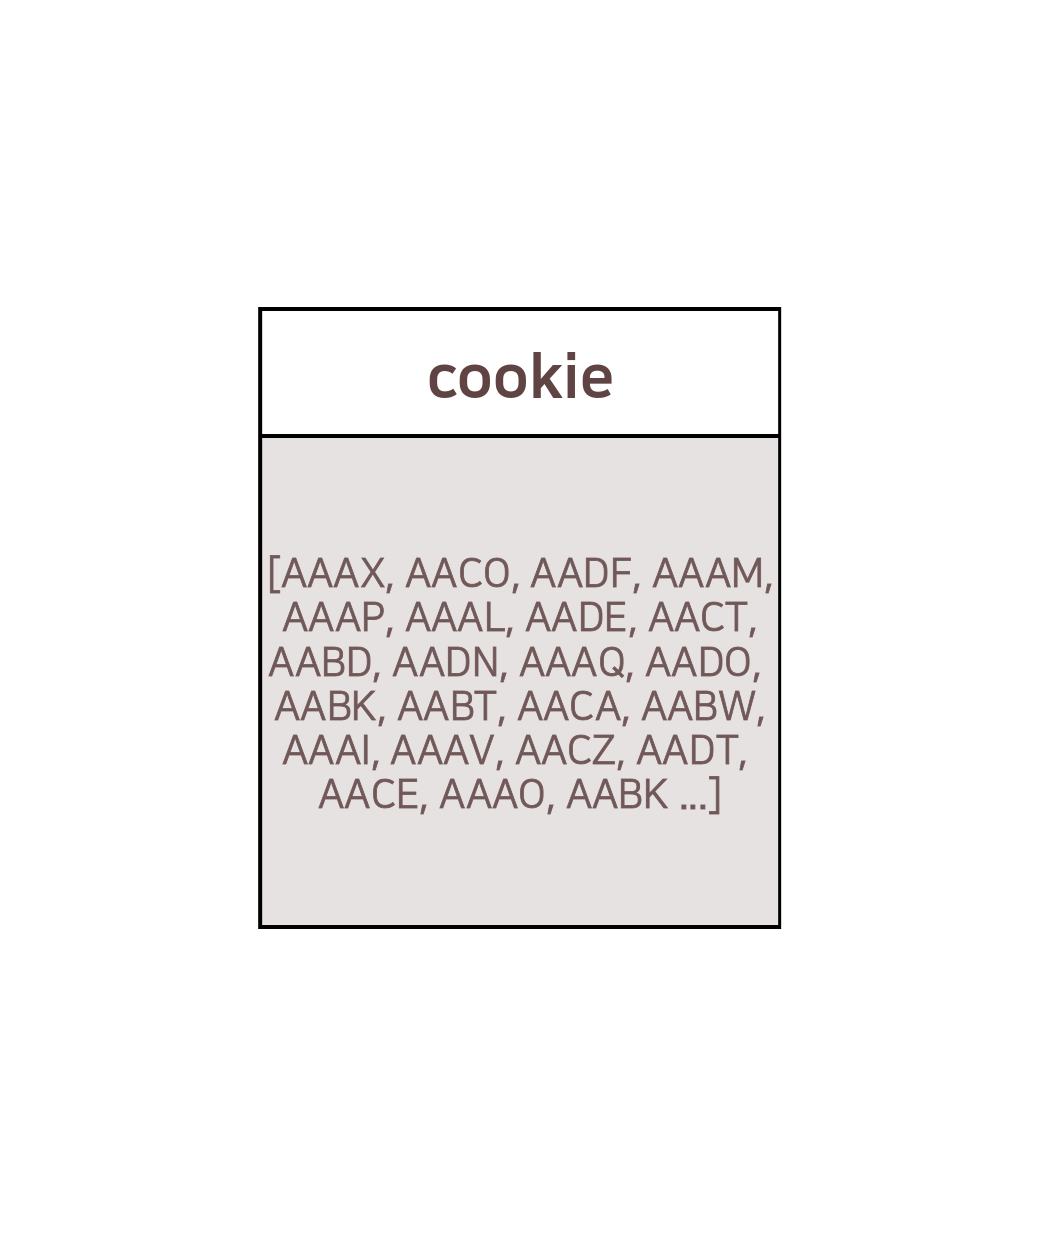 cookie
[AAAX, AACO, AADF, AAAM,
AAAP, AAAL, AADE, AACT,
AABD, AADN, AAAQ, AADO,
AABK, AABT, AACA, AABW,
AAAI, AAAV, AACZ, AADT,
AACE, AAAO, AABK ...]